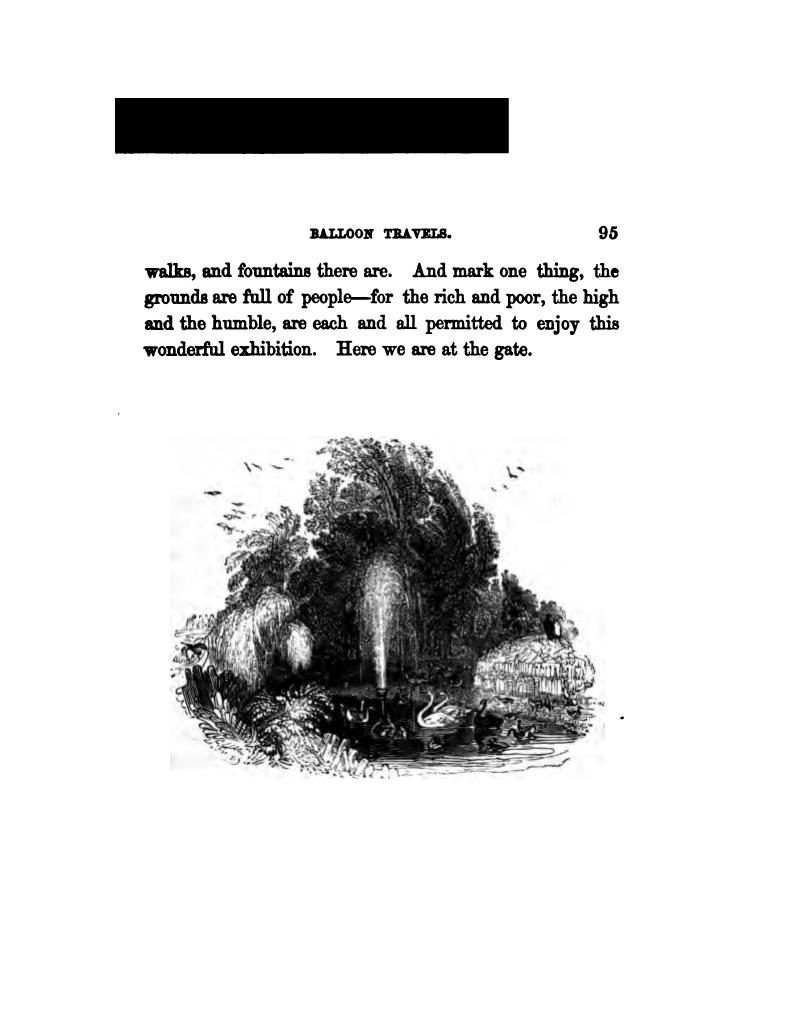 BALLOON TRAVELS. 95
walks, and fountains there are. And mark one thing, the
grounds are full of people—for the rich and poor, the high
and the humble, are each and all permitted to enjoy this
wonderful exhibition. Here we are at the gate.